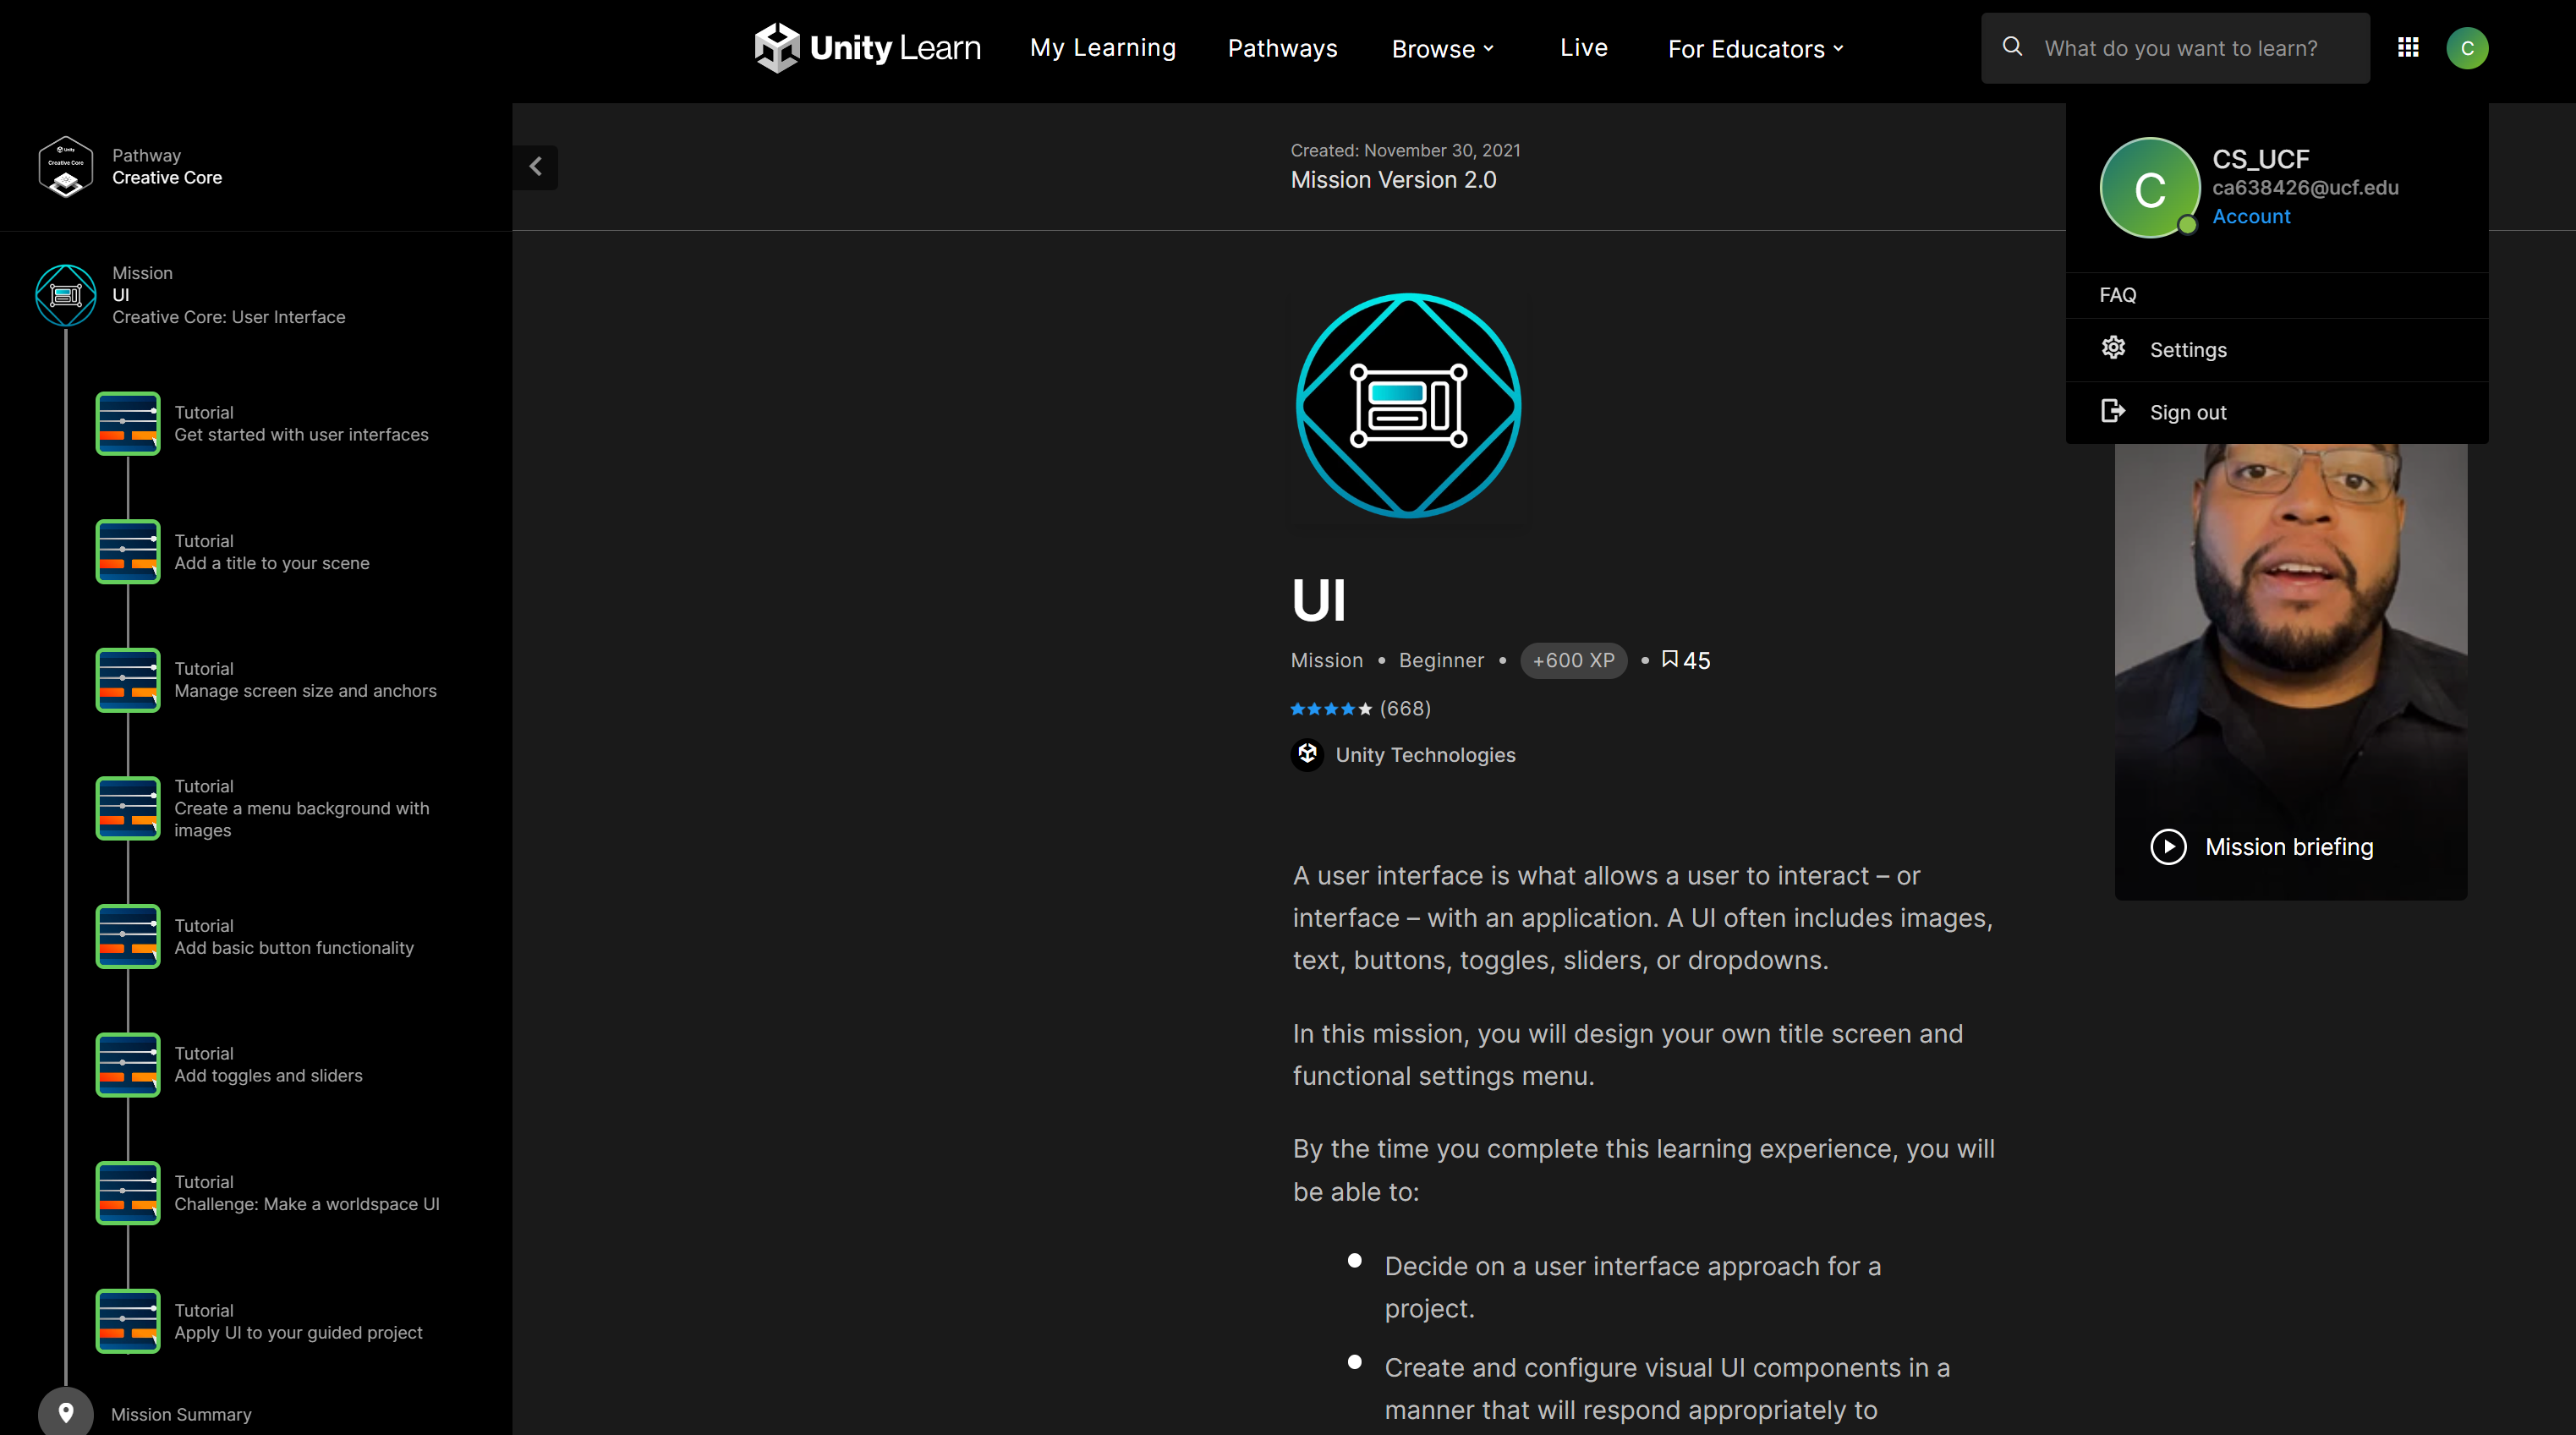 Unity Learn
My Learning
Pathways
Browse
Live
For Educators
What do you want to learn?
C
Unity
Creative Core
Pathway
Creative Core
Created: November 30, 2021
Mission Version 2.0
C
CS_UCF
ca638426@ucf.edu
Account
FAQ
Settings
Sign out
Mission
UI
Creative Core: User Interface
Tutorial
Get started with user interfaces
Tutorial
Add a title to your scene
Tutorial
Manage screen size and anchors
Tutorial
Create a menu background with
images
Tutorial
Add basic button functionality
Tutorial
Add toggles and sliders
Tutorial
Challenge: Make a worldspace UI
Tutorial
Apply UI to your guided project
Mission Summary
UI
Mission • Beginner • +600 XP • 45
(668)
Unity Technologies
Mission briefing
A user interface is what allows a user to interact – or
interface – with an application. A UI often includes images,
text, buttons, toggles, sliders, or dropdowns.
In this mission, you will design your own title screen and
functional settings menu.
By the time you complete this learning experience, you will
be able to:
• Decide on a user interface approach for a
project.
• Create and configure visual UI components in a
manner that will respond appropriately to